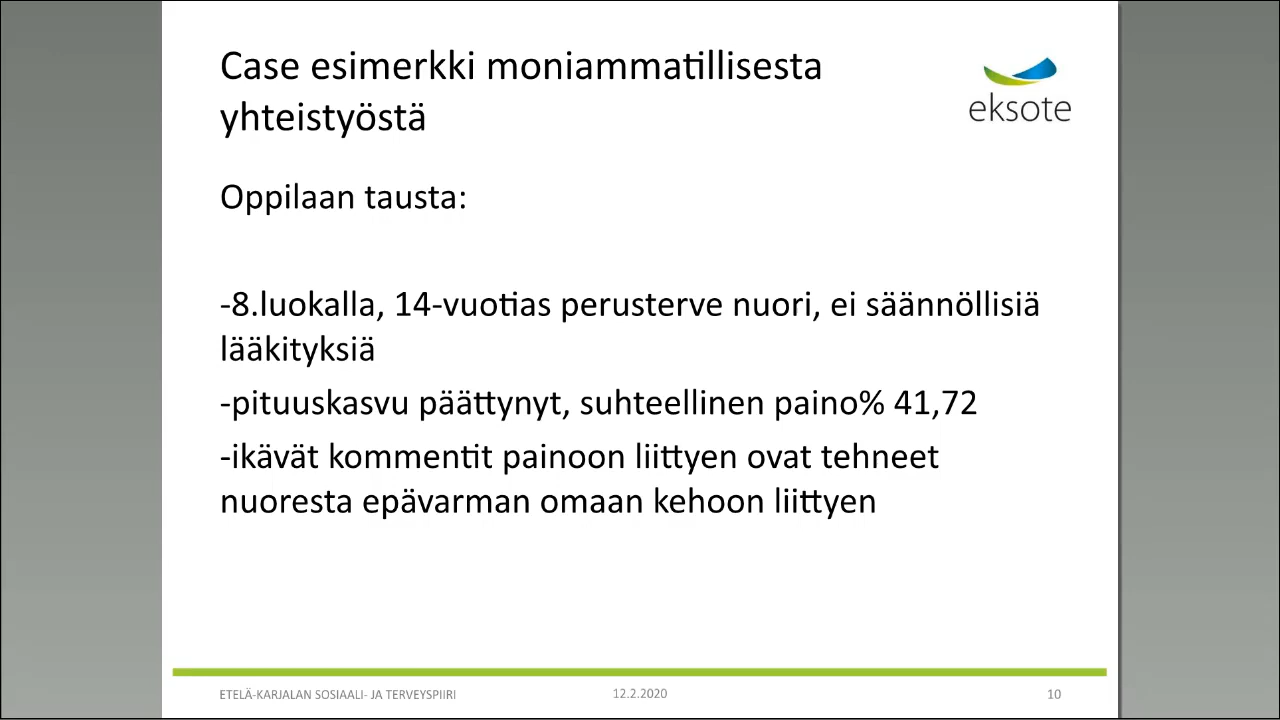 Case esimerkki moniammatillisesta
yhteistyöstä
eksote
Oppilaan tausta:
-8.luokalla, 14-vuotias perusterve nuori, ei säännöllisiä
lääkityksiä
-pituuskasvu päättynyt, suhteellinen paino% 41,72
-ikävät kommentit painoon liittyen ovat tehneet
nuoresta epävarman omaan kehoon liittyen
ETELÄ-KARJALAN SOSIAALI- JA TERVEYSPIIRI
12.2.2020
10